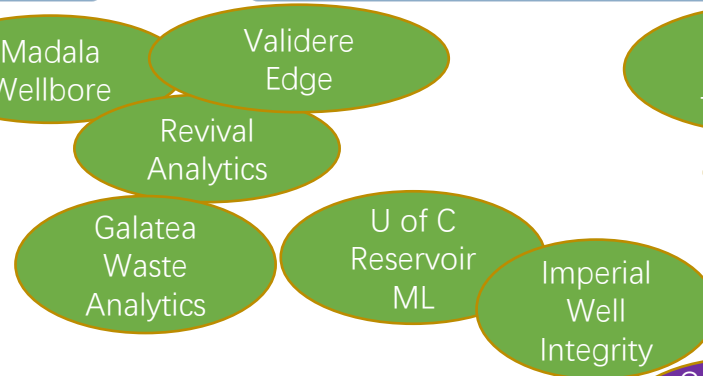 Madala
Wellbore
Validere
Edge
Revival
Analytics
Galatea
Waste
Analytics
U of C
Reservoir
ML
Imperial
Well
Integrity